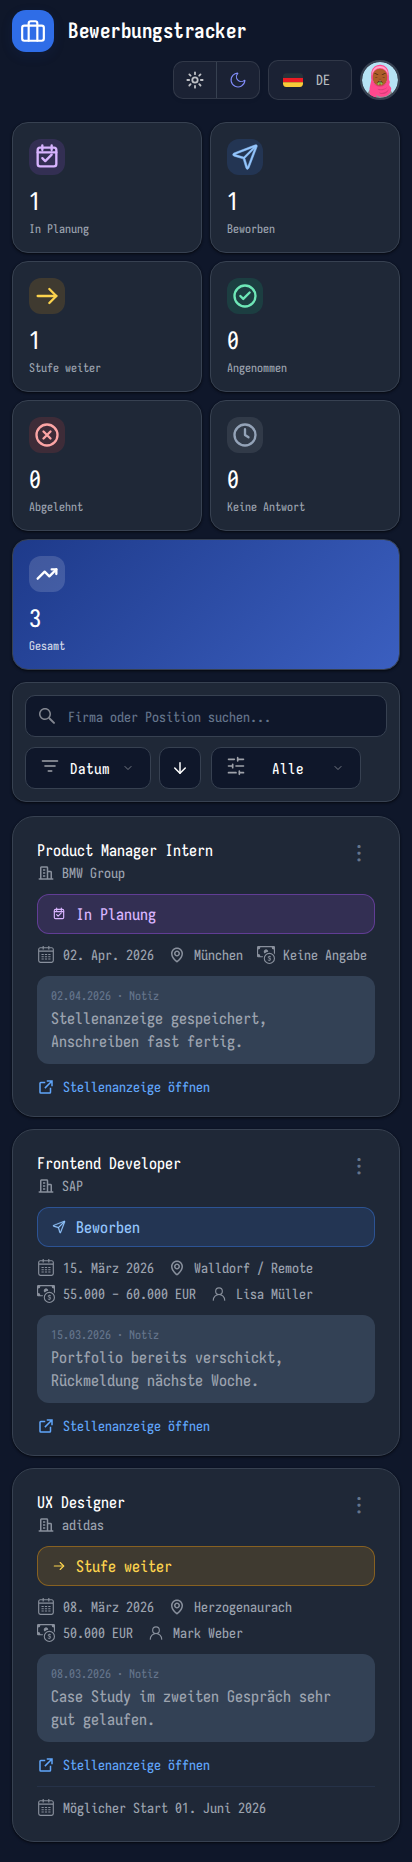 Bewerbungstracker
DE
1
In Planung
1
Beworben
1
Stufe weiter
0
Angenommen
0
Abgelehnt
0
Keine Antwort
3
Gesamt
Firma oder Position suchen...
Datum
Alle
Product Manager Intern
BMW Group
In Planung
02. Apr. 2026 München Keine Angabe
02.04.2026 · Notiz
Stellenanzeige gespeichert,
Anschreiben fast fertig.
Stellenanzeige öffnen
Frontend Developer
SAP
Beworben
15. März 2026 Walldorf / Remote
55.000 – 60.000 EUR Lisa Müller
15.03.2026 · Notiz
Portfolio bereits verschickt,
Rückmeldung nächste Woche.
Stellenanzeige öffnen
UX Designer
adidas
Stufe weiter
08. März 2026 Herzogenaurach
50.000 EUR Mark Weber
08.03.2026 · Notiz
Case Study im zweiten Gespräch sehr
gut gelaufen.
Stellenanzeige öffnen
Möglicher Start 01. Juni 2026